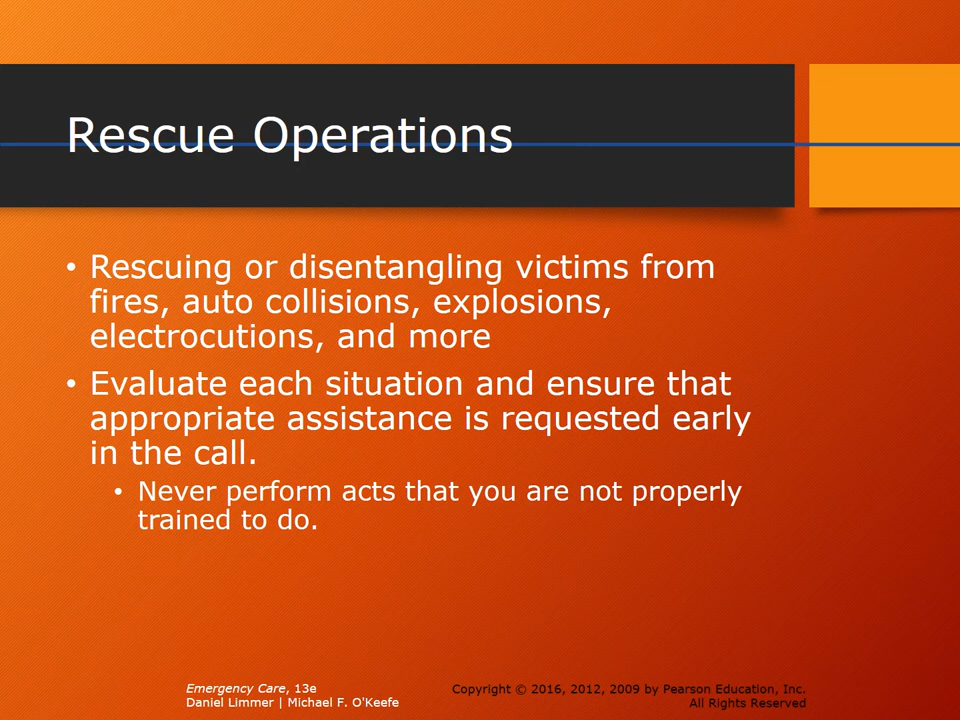 Rescue Operations
• Rescuing or disentangling victims from
fires, auto collisions, explosions,
electrocutions, and more
• Evaluate each situation and ensure that
appropriate assistance is requested early
in the call.
• Never perform acts that you are not properly
trained to do.
Emergency Care, 13e
Daniel Limmer | Michael F. O'Keefe
Copyright © 2016, 2012, 2009 by Pearson Education, Inc.
All Rights Reserved